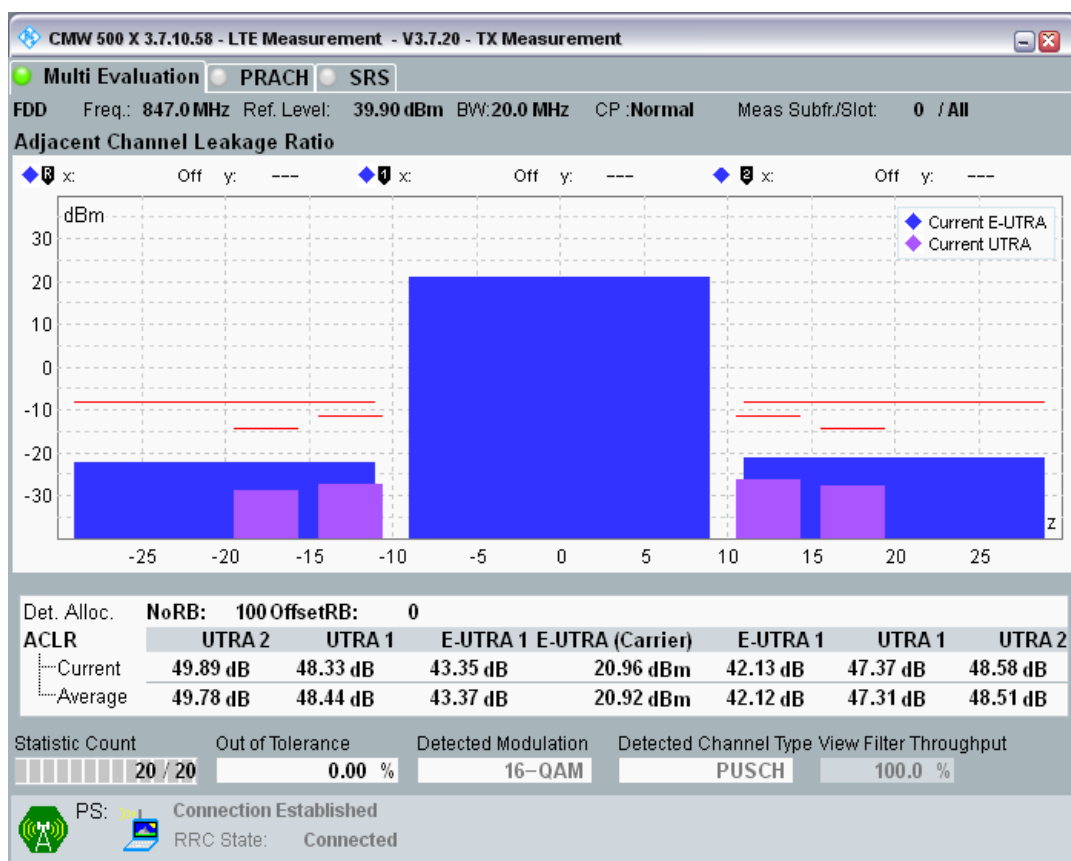 CMW 500 X 3.7.10.58 - LTE Measurement - V3.7.20 - TX Measurement
Multi Evaluation PRACH SRS
FDD Freq.: 847.0 MHz Ref. Level: 39.90 dBm BW:20.0 MHz CP :Normal Meas Subfr./Slot: 0 / All
Adjacent Channel Leakage Ratio
R x: Off y: --- 1 x: Off y: --- 2 x: Off y: ---
dBm
Current E-UTRA
Current UTRA
30
20
10
0
-10
-20
-30
z
-25 -20 -15 -10 -5 0 5 10 15 20 25
Det. Alloc. NoRB: 100 OffsetRB: 0
ACLR UTRA 2 UTRA 1 E-UTRA 1 E-UTRA (Carrier) E-UTRA 1 UTRA 1 UTRA 2
Current 49.89 dB 48.33 dB 43.35 dB 20.96 dBm 42.13 dB 47.37 dB 48.58 dB
Average 49.78 dB 48.44 dB 43.37 dB 20.92 dBm 42.12 dB 47.31 dB 48.51 dB
Statistic Count Out of Tolerance Detected Modulation Detected Channel Type View Filter Throughput
20 / 20 0.00 % 16-QAM PUSCH 100.0 %
PS: Connection Established
RRC State: Connected